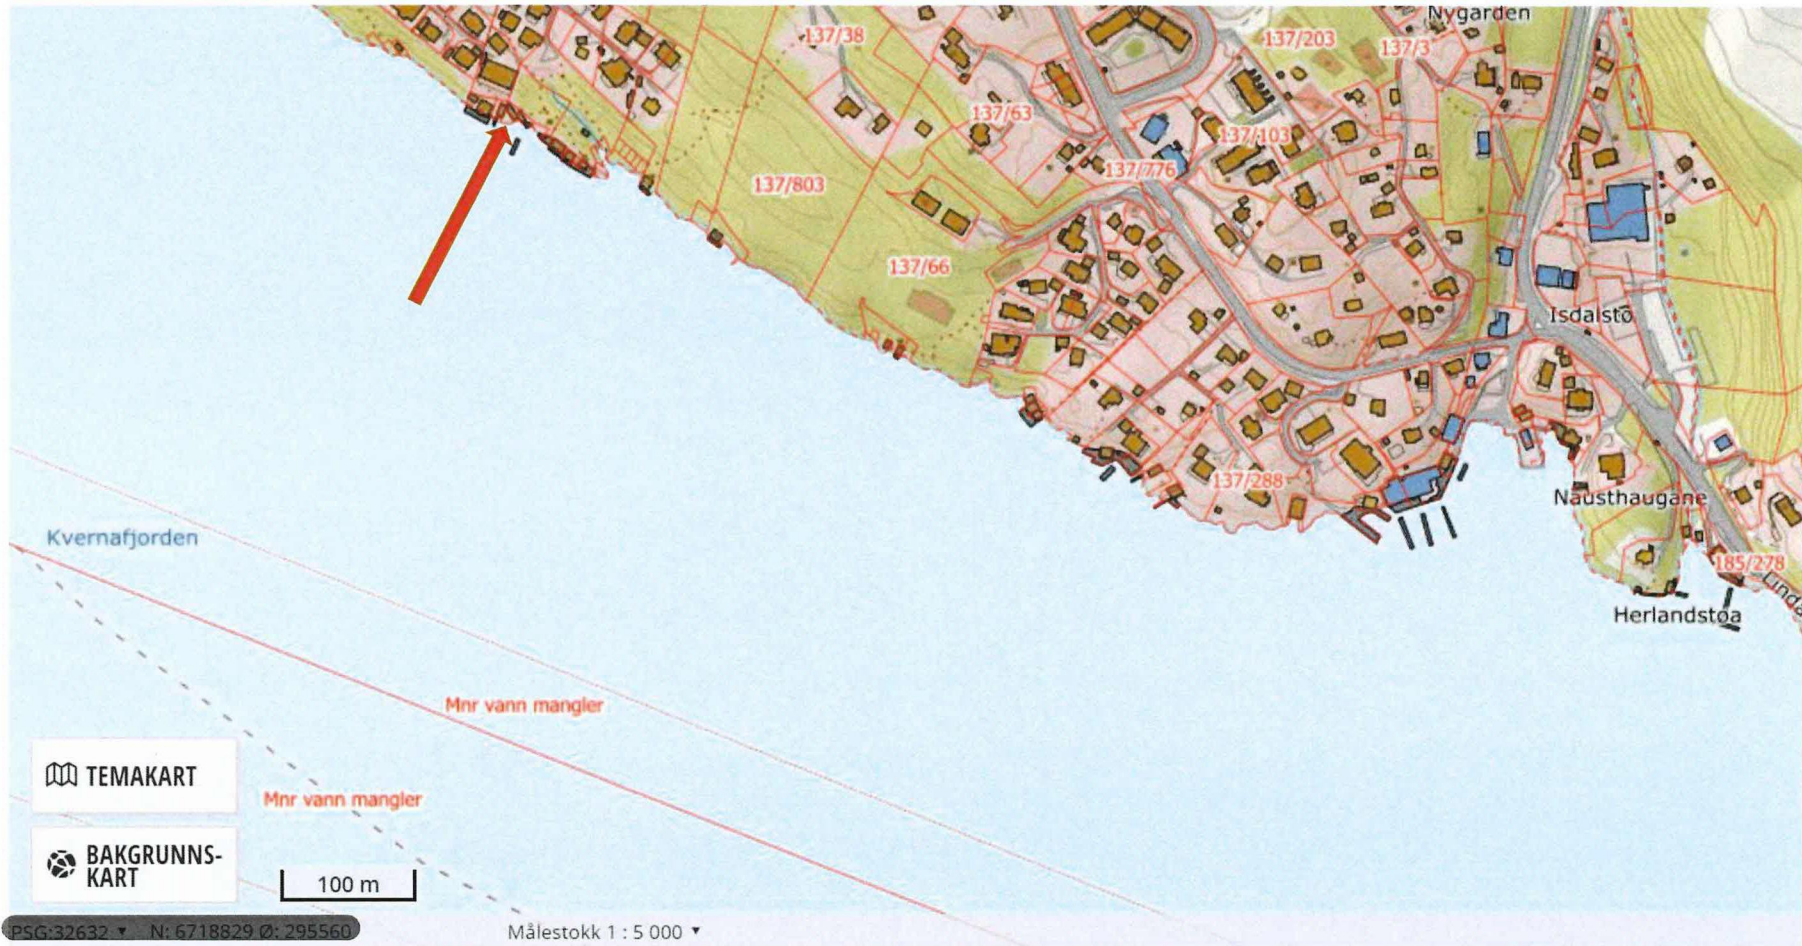 Nygarden
137/38
137/203
137/3
137/63
137/103
137/776
137/803
137/66
Isdalstø
137/288
Nausthaugane
Kvernafjorden
185/278
Herlandstøa
Mnr vann mangler
TEMAKART
Mnr vann mangler
BAKGRUNNS-
KART
100 m
PSG:32632 ▾ N: 6718829 Ø: 295560
Målestokk 1 : 5 000 ▾